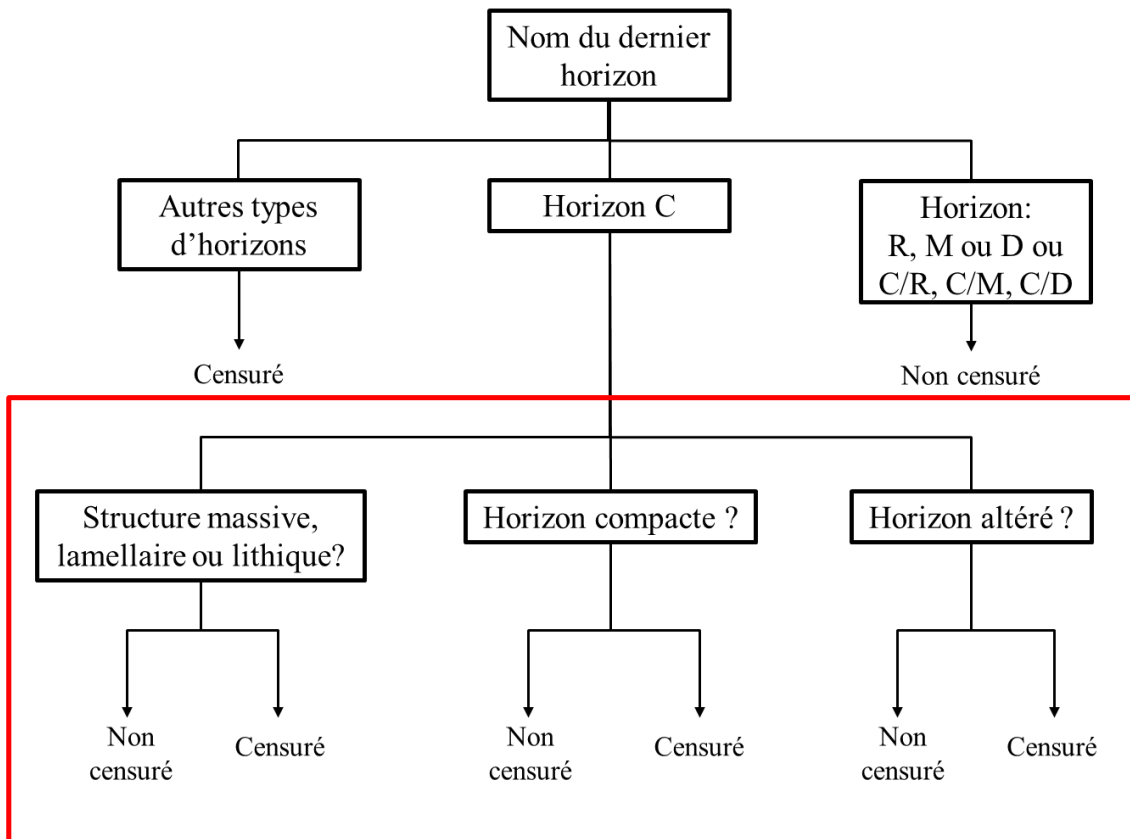 Nom du dernier
horizon
Autres types
d’horizons
Horizon C
Horizon:
R, M ou D ou
C/R, C/M, C/D
Censuré
Non censuré
Structure massive,
lamellaire ou lithique?
Horizon compacte ?
Horizon altéré ?
Non
censuré
Censuré
Non
censuré
Censuré
Non
censuré
Censuré